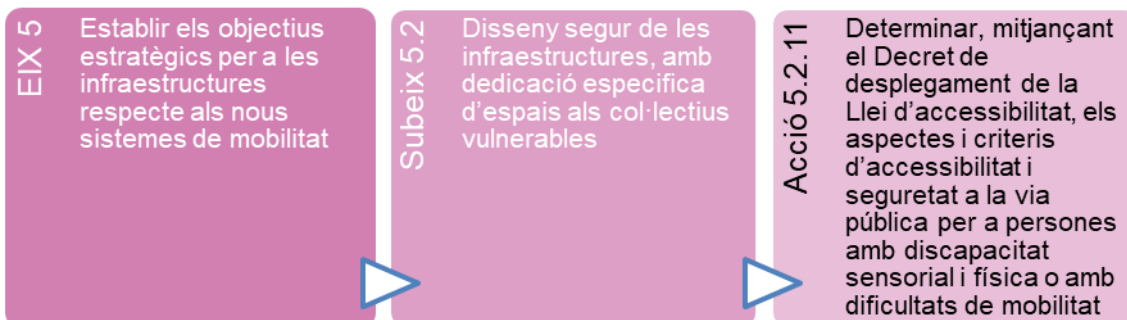 EIX 5
Establir els objectius
estratègics per a les
infraestructures
respecte als nous
sistemes de mobilitat
Subeix 5.2
Disseny segur de les
infraestructures, amb
dedicació especifica
d'espais als col·lectius
vulnerables
Acció 5.2.11
Determinar, mitjançant
el Decret de
desplegament de la
Llei d'accessibilitat, els
aspectes i criteris
d'accessibilitat i
seguretat a la via
pública per a persones
amb discapacitat
sensorial i física o amb
dificultats de mobilitat